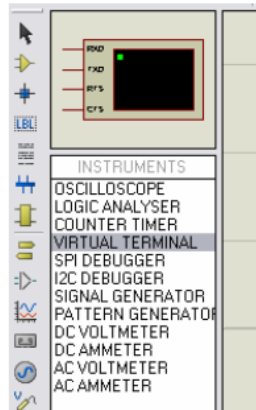 RXD
TXD
RTS
CTS
LBL
INSTRUMENTS
OSCILLOSCOPE
LOGIC ANALYSER
COUNTER TIMER
VIRTUAL TERMINAL
SPI DEBUGGER
I2C DEBUGGER
SIGNAL GENERATOR
PATTERN GENERATOR
DC VOLTMETER
DC AMMETER
AC VOLTMETER
AC AMMETER